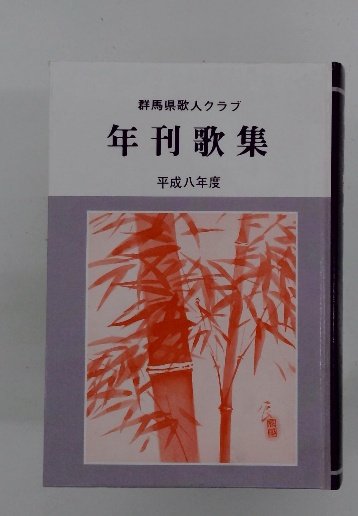 群馬県歌人クラブ
年刊歌集
平成八年度